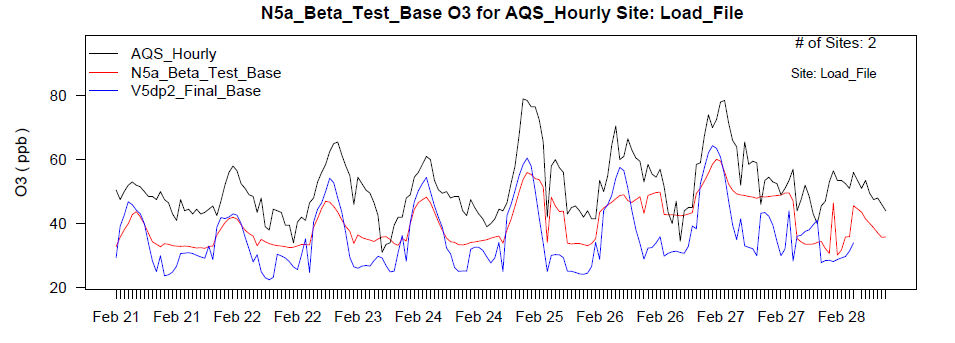 N5a_Beta_Test_Base O3 for AQS_Hourly Site: Load_File
# of Sites: 2
Site: Load_File
AQS_Hourly
N5a_Beta_Test_Base
V5dp2_Final_Base
O3 ( ppb )
80
60
40
20
Feb 21 Feb 21 Feb 22 Feb 22 Feb 23 Feb 24 Feb 24 Feb 25 Feb 26 Feb 26 Feb 27 Feb 27 Feb 28